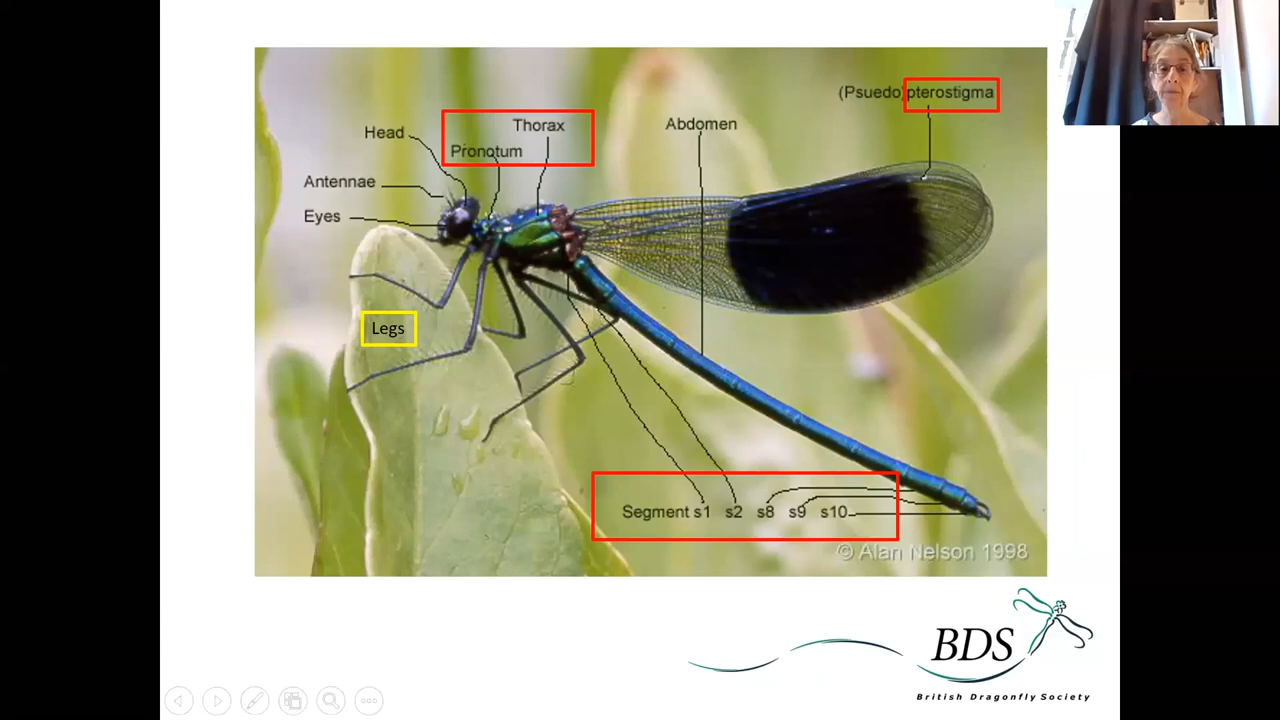 (Psuedo)pterostigma
Thorax
Abdomen
Head
Pronotum
Antennae
Eyes
Legs
Segment s1 s2 s8 s9 s10
© Alan Nelson 1998
BDS
British Dragonfly Society